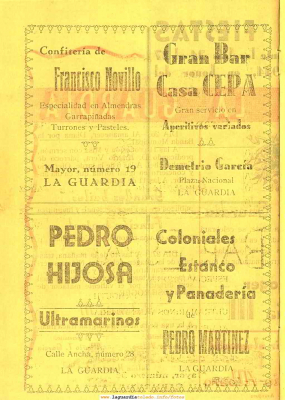 Confitería de
Francisco Novillo
Especialidad en Almendras
Garrapiñadas
Turrones y Pasteles.
Mayor, número 19
LA GUARDIA
Gran Bar
Casa CEPA
Gran servicio en
Aperitivos variados
Demetrio García
Plaza Nacional
LA GUARDIA
PEDRO
HIJOSA
Ultramarinos
Calle Ancha, número 28
LA GUARDIA
Coloniales
Estanco
y Panadería
de
PEDRO MARTINEZ
LA GUARDIA